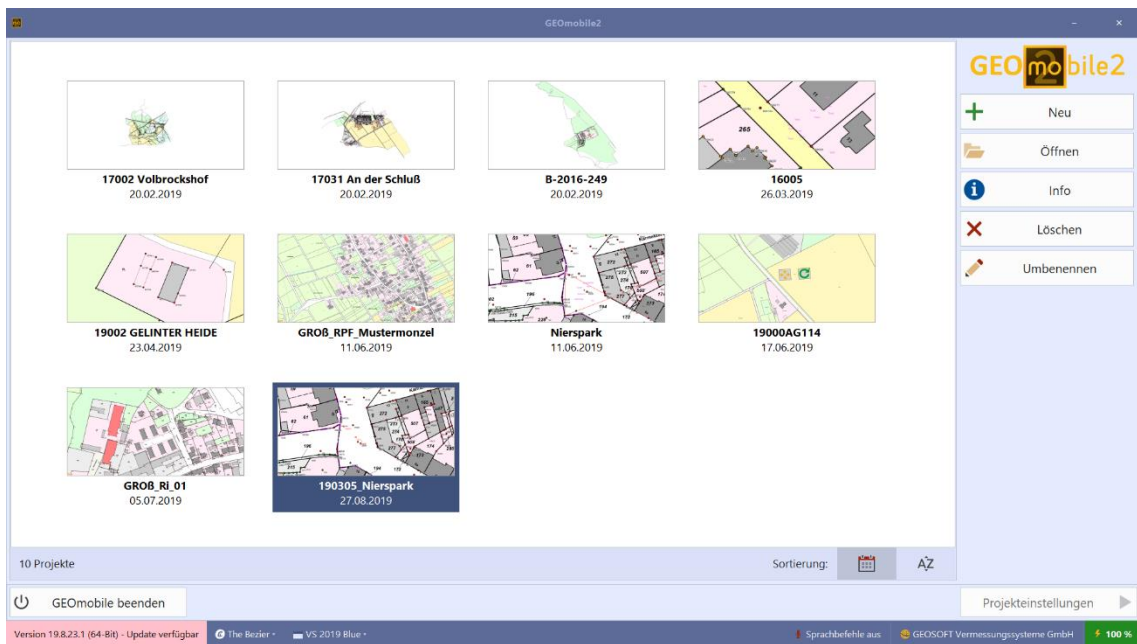 GEOmobile2
GEOmobile2
17002 Volbrockshof
20.02.2019
17031 An der Schluß
20.02.2019
B-2016-249
20.02.2019
265
16005
26.03.2019
19002 GELINTER HEIDE
23.04.2019
GROß_RPF_Mustermonzel
11.06.2019
Nierspark
11.06.2019
19000AG114
17.06.2019
GROß_Ri_01
05.07.2019
190305_Nierspark
27.08.2019
Neu
Öffnen
Info
Löschen
Umbenennen
10 Projekte
Sortierung:
AZ
GEOmobile beenden
Projekteinstellungen
Version 19.8.23.1 (64-Bit) - Update verfügbar
The Bezier
VS 2019 Blue
Sprachbefehle aus
GEOSOFT Vermessungssysteme GmbH
100 %